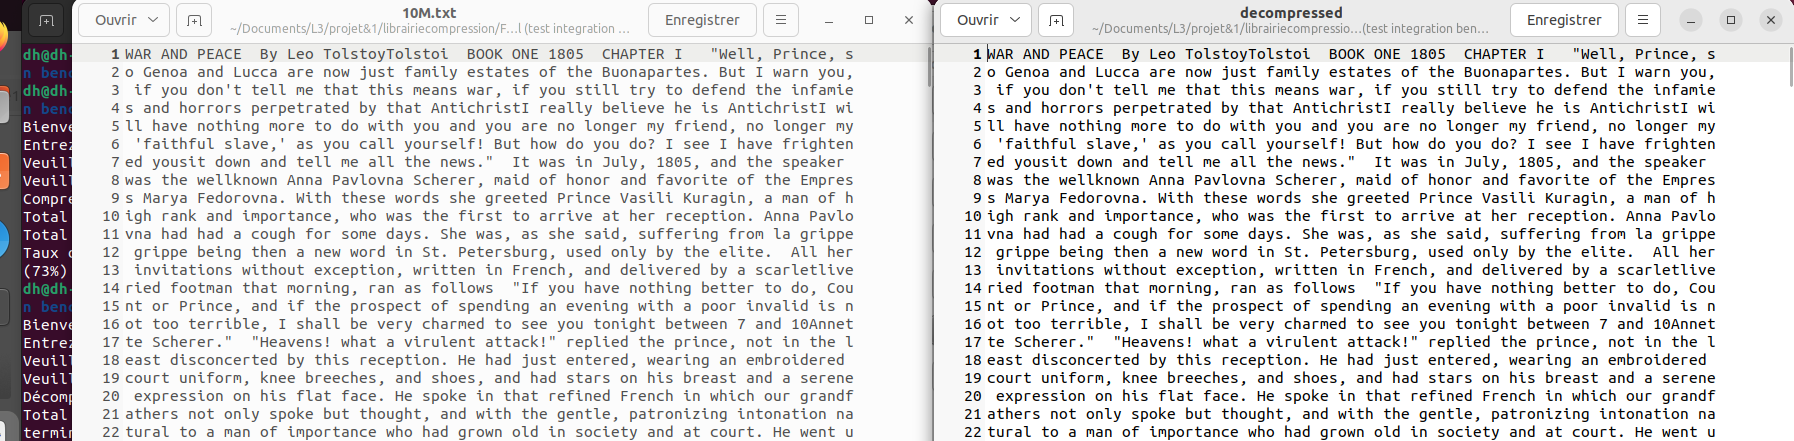 Ouvrir
10M.txt
~/Documents/L3/projet&1/librairiecompression/F…l (test integration ...
Enregistrer
1 WAR AND PEACE  By Leo TolstoyTolstoi  BOOK ONE 1805  CHAPTER I   "Well, Prince, s
2 o Genoa and Lucca are now just family estates of the Buonapartes. But I warn you,
3  if you don't tell me that this means war, if you still try to defend the infamie
4 s and horrors perpetrated by that AntichristI really believe he is AntichristI wi
5 ll have nothing more to do with you and you are no longer my friend, no longer my
6  'faithful slave,' as you call yourself! But how do you do? I see I have frighten
7 ed yousit down and tell me all the news."  It was in July, 1805, and the speaker
8 was the wellknown Anna Pavlovna Scherer, maid of honor and favorite of the Empres
9 s Marya Fedorovna. With these words she greeted Prince Vasili Kuragin, a man of h
10 igh rank and importance, who was the first to arrive at her reception. Anna Pavlo
11 vna had had a cough for some days. She was, as she said, suffering from la grippe
12  grippe being then a new word in St. Petersburg, used only by the elite.  All her
13  invitations without exception, written in French, and delivered by a scarletlive
14 ried footman that morning, ran as follows  "If you have nothing better to do, Cou
15 nt or Prince, and if the prospect of spending an evening with a poor invalid is n
16 ot too terrible, I shall be very charmed to see you tonight between 7 and 10Annet
17 te Scherer."  "Heavens! what a virulent attack!" replied the prince, not in the l
18 east disconcerted by this reception. He had just entered, wearing an embroidered
19 court uniform, knee breeches, and shoes, and had stars on his breast and a serene
20  expression on his flat face. He spoke in that refined French in which our grandf
21 athers not only spoke but thought, and with the gentle, patronizing intonation na
22 tural to a man of importance who had grown old in society and at court. He went u
Ouvrir
decompressed
~/Documents/L3/projet&1/librairiecompressio…(test integration ben...
Enregistrer
1 WAR AND PEACE  By Leo TolstoyTolstoi  BOOK ONE 1805  CHAPTER I   "Well, Prince, s
2 o Genoa and Lucca are now just family estates of the Buonapartes. But I warn you,
3  if you don't tell me that this means war, if you still try to defend the infamie
4 s and horrors perpetrated by that AntichristI really believe he is AntichristI wi
5 ll have nothing more to do with you and you are no longer my friend, no longer my
6  'faithful slave,' as you call yourself! But how do you do? I see I have frighten
7 ed yousit down and tell me all the news."  It was in July, 1805, and the speaker
8 was the wellknown Anna Pavlovna Scherer, maid of honor and favorite of the Empres
9 s Marya Fedorovna. With these words she greeted Prince Vasili Kuragin, a man of h
10 igh rank and importance, who was the first to arrive at her reception. Anna Pavlo
11 vna had had a cough for some days. She was, as she said, suffering from la grippe
12  grippe being then a new word in St. Petersburg, used only by the elite.  All her
13  invitations without exception, written in French, and delivered by a scarletlive
14 ried footman that morning, ran as follows  "If you have nothing better to do, Cou
15 nt or Prince, and if the prospect of spending an evening with a poor invalid is n
16 ot too terrible, I shall be very charmed to see you tonight between 7 and 10Annet
17 te Scherer."  "Heavens! what a virulent attack!" replied the prince, not in the l
18 east disconcerted by this reception. He had just entered, wearing an embroidered
19 court uniform, knee breeches, and shoes, and had stars on his breast and a serene
20  expression on his flat face. He spoke in that refined French in which our grandf
21 athers not only spoke but thought, and with the gentle, patronizing intonation na
22 tural to a man of importance who had grown old in society and at court. He went u